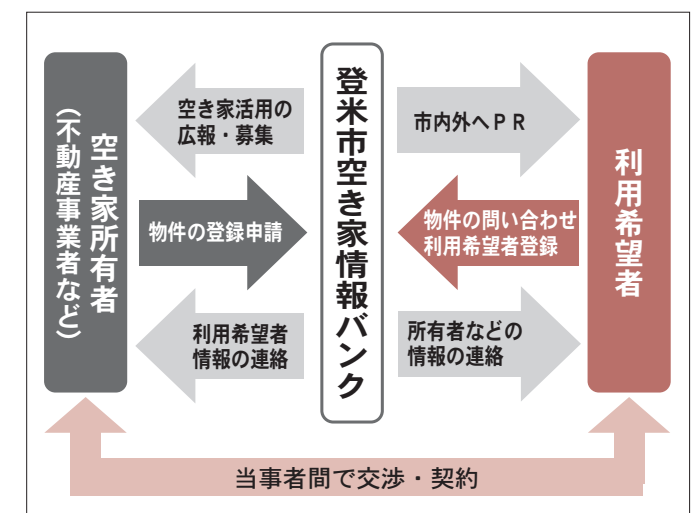 空き家所有者
(不動産事業者など)
空き家活用の
広報・募集
物件の登録申請
利用希望者
情報の連絡
登米市空き家情報バンク
市内外へＰＲ
物件の問い合わせ
利用希望者登録
所有者などの
情報の連絡
利用希望者
当事者間で交渉・契約